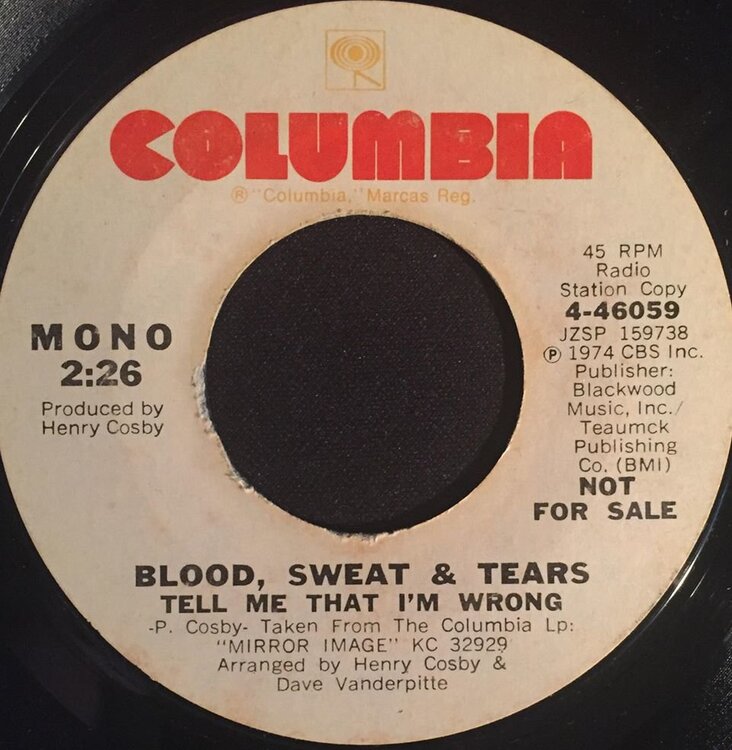 COLUMBIA
® "Columbia," Marcas Reg.
MONO
2:26
Produced by
Henry Cosby
45 RPM
Radio
Station Copy
4-46059
JZSP 159738
℗ 1974 CBS Inc.
Publisher:
Blackwood
Music, Inc./
Teaumck
Publishing
Co. (BMI)
NOT
FOR SALE
BLOOD, SWEAT & TEARS
TELL ME THAT I'M WRONG
-P. Cosby- Taken From The Columbia Lp:
"MIRROR IMAGE" KC 32929
Arranged by Henry Cosby &
Dave Vanderpitte